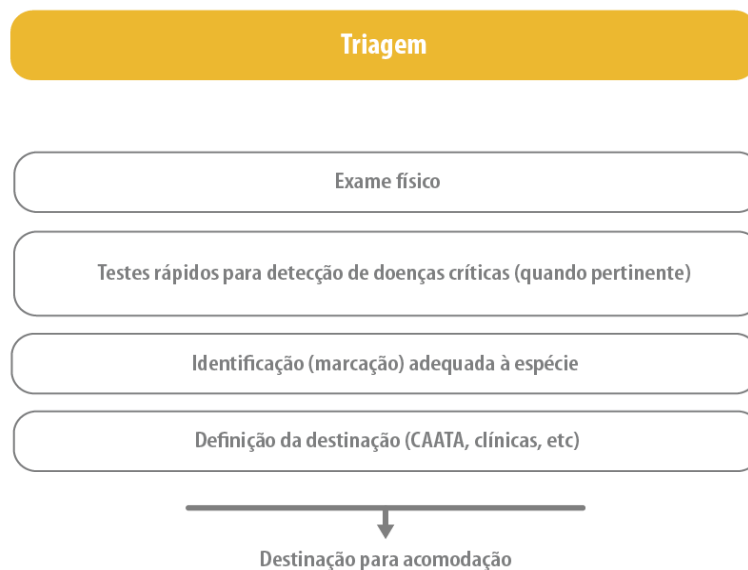 Triagem
Exame físico
Testes rápidos para detecção de doenças críticas (quando pertinente)
Identificação (marcação) adequada à espécie
Definição da destinação (CAATA, clínicas, etc)
Destinação para acomodação